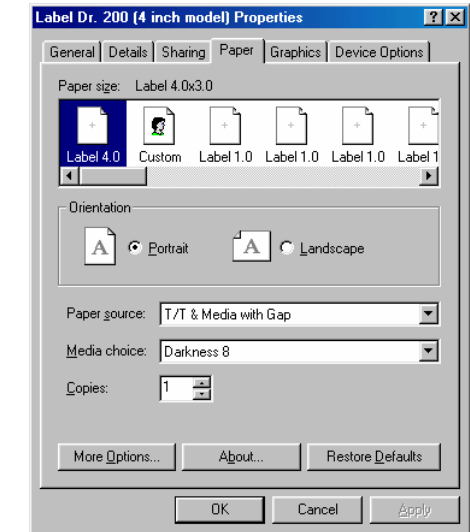 Label Dr. 200 (4 inch model) Properties
General Details Sharing Paper Graphics Device Options
Paper size: Label 4.0x3.0
Label 4.0 Custom Label 1.0 Label 1.0 Label 1.0 Label 1
Orientation
A Portrait A Landscape
Paper source: T/T & Media with Gap
Media choice: Darkness 8
Copies: 1
More Options... About... Restore Defaults
OK Cancel Apply